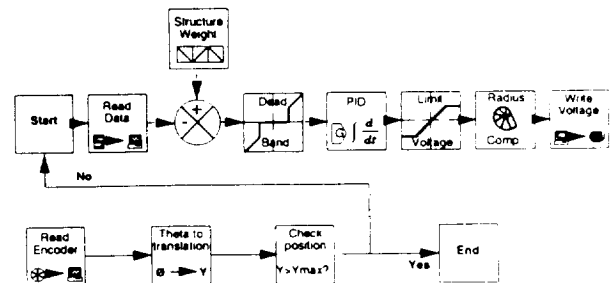 Structure
Weight
+
-
Start
Read
Data
Dead
Band
PID
G ∫ d/dt
Limit
Voltage
Radius
Comp
Write
Voltage
No
Read
Encoder
Theta to
translation
Ø → Y
Check
position
Y>Ymax?
Yes
End